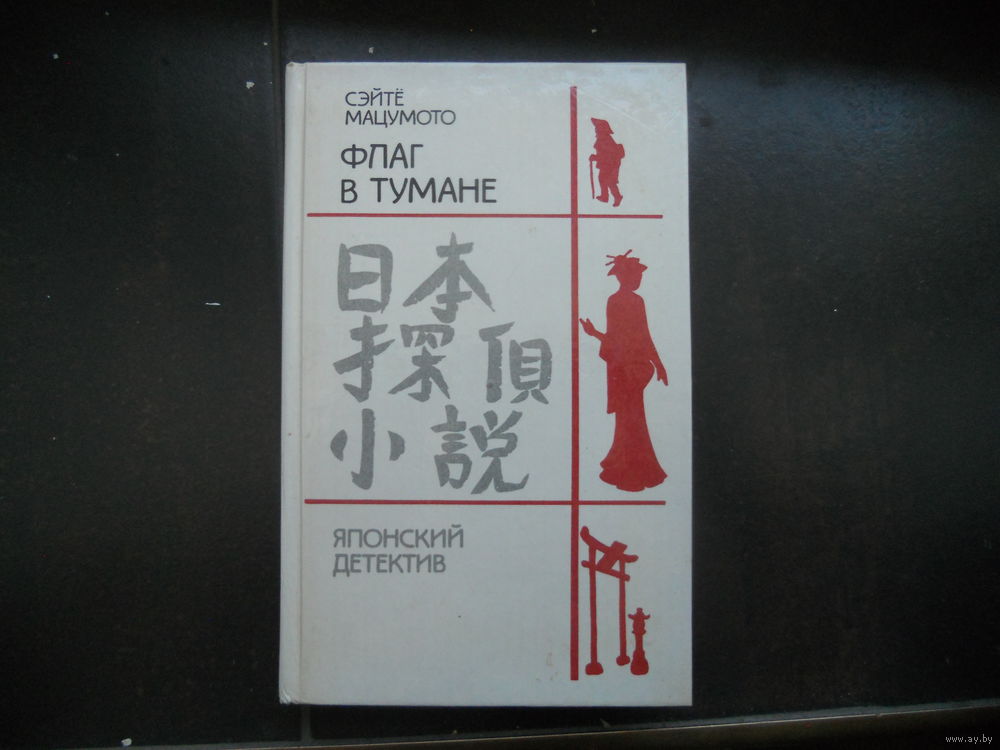 СЭЙТЁ
МАЦУМОТО
ФЛАГ
В ТУМАНЕ
日本
探偵
小説
ЯПОНСКИЙ
ДЕТЕКТИВ
www.ay.by